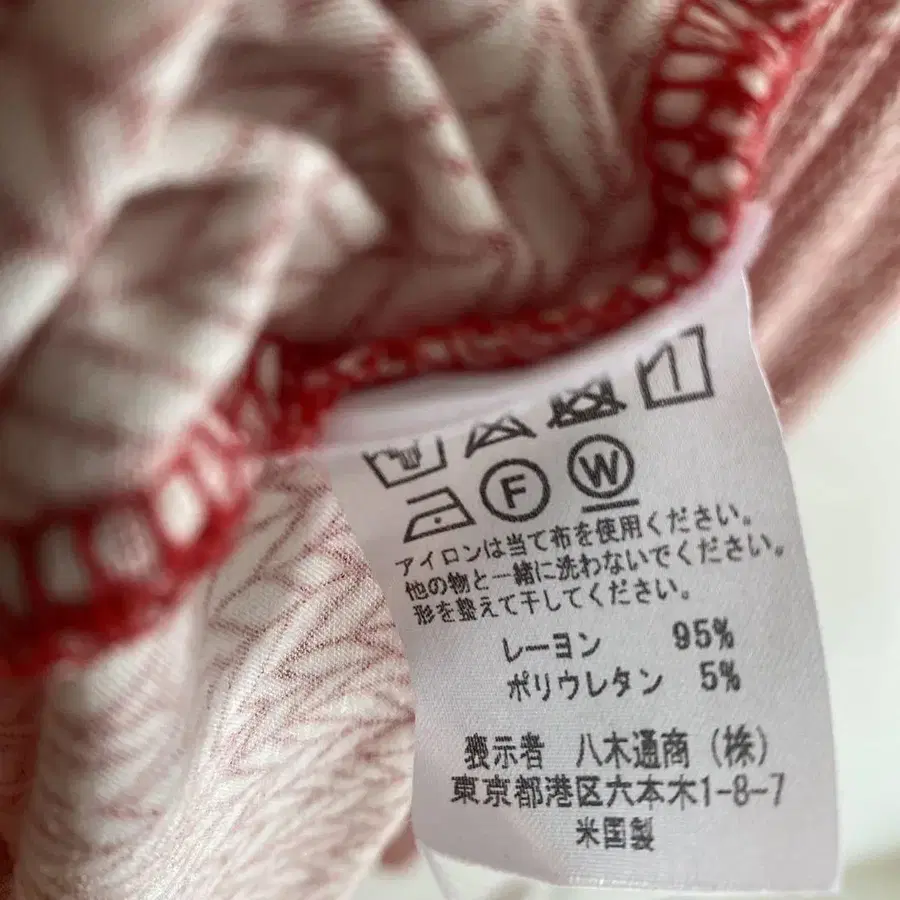 F W
アイロンは当て布を使用ください。
他の物と一緒に洗わないでください。
形を整えて干してください。
レーヨン 95%
ポリウレタン 5%
表示者 八木通商（株）
東京都港区六本木1-8-7
米国製